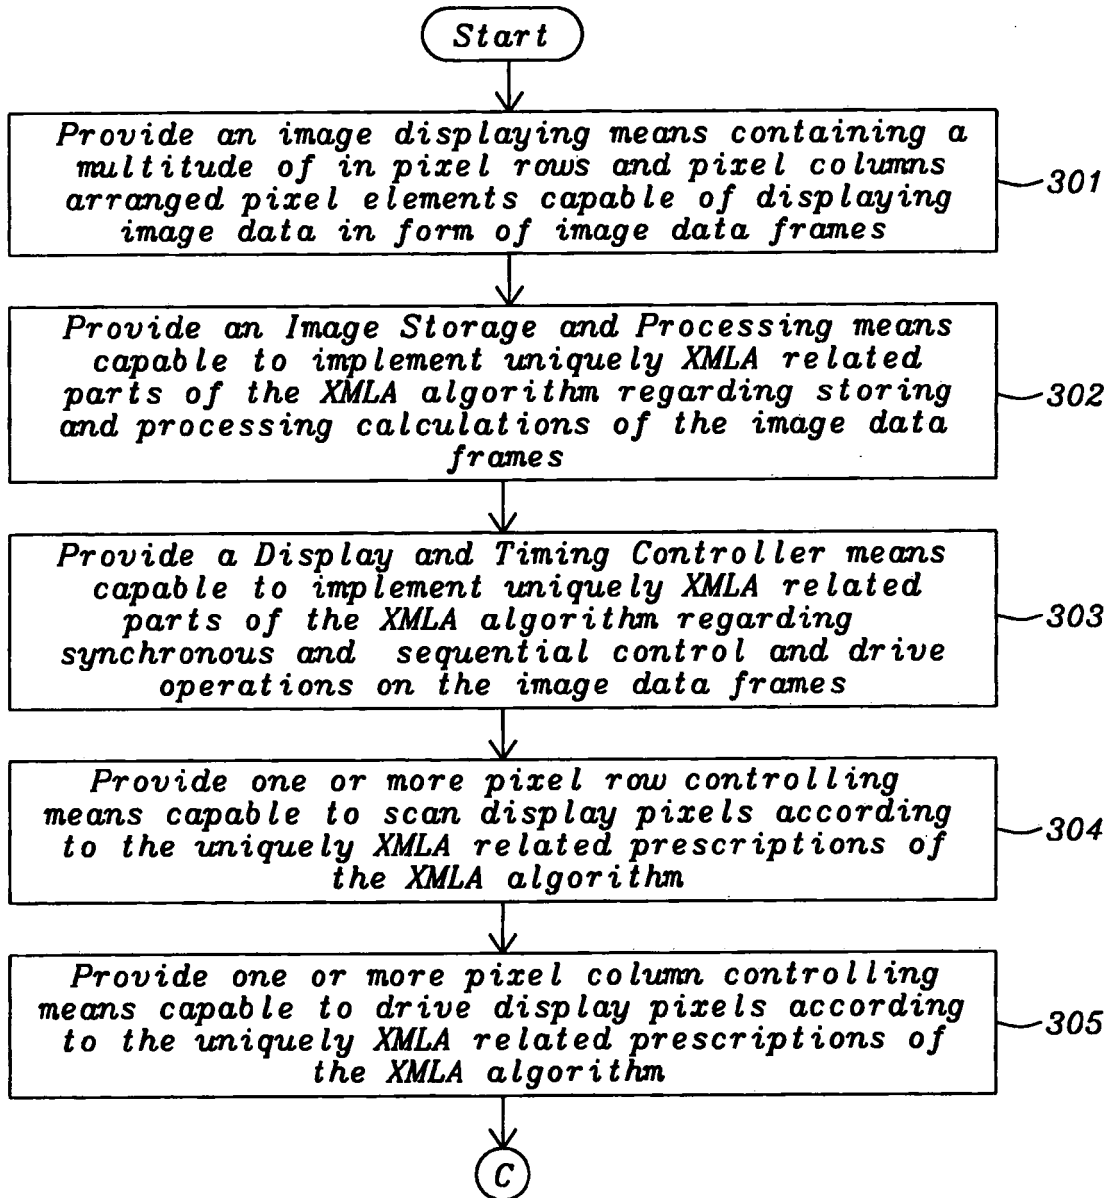 Start
Provide an image displaying means containing a
multitude of in pixel rows and pixel columns
arranged pixel elements capable of displaying
image data in form of image data frames
301
Provide an Image Storage and Processing means
capable to implement uniquely XMLA related
parts of the XMLA algorithm regarding storing
and processing calculations of the image data
frames
302
Provide a Display and Timing Controller means
capable to implement uniquely XMLA related
parts of the XMLA algorithm regarding
synchronous and sequential control and drive
operations on the image data frames
303
Provide one or more pixel row controlling
means capable to scan display pixels according
to the uniquely XMLA related prescriptions of
the XMLA algorithm
304
Provide one or more pixel column controlling
means capable to drive display pixels according
to the uniquely XMLA related prescriptions of
the XMLA algorithm
305
C